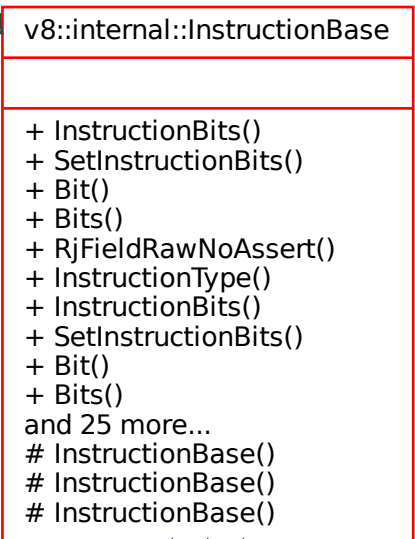 v8::internal::InstructionBase
+ InstructionBits()
+ SetInstructionBits()
+ Bit()
+ Bits()
+ RjFieldRawNoAssert()
+ InstructionType()
+ InstructionBits()
+ SetInstructionBits()
+ Bit()
+ Bits()
and 25 more...
# InstructionBase()
# InstructionBase()
# InstructionBase()